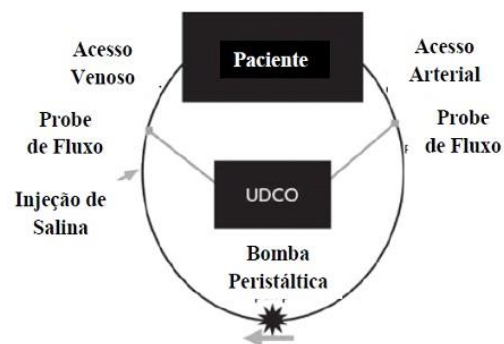 Acesso
Venoso
Paciente
Acesso
Arterial
Probe
de Fluxo
Probe
de Fluxo
UDCO
Injeção de
Salina
Bomba
Peristáltica